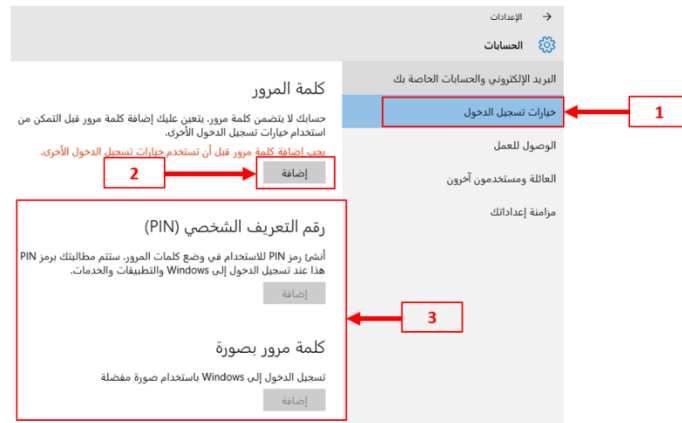 الإعدادات
الحسابات
البريد الإلكتروني والحسابات الخاصة بك
خيارات تسجيل الدخول
1
الوصول للعمل
العائلة ومستخدمون آخرون
مزامنة إعداداتك
كلمة المرور
حسابك لا يتضمن كلمة مرور. يتعين عليك إضافة كلمة مرور قبل التمكن من
استخدام خيارات تسجيل الدخول الأخرى.
يجب إضافة كلمة مرور قبل أن تستخدم خيارات تسجيل الدخول الأخرى.
إضافة
2
رقم التعريف الشخصي (PIN)
أنشئ رمز PIN للاستخدام في وضع كلمات المرور. ستتم مطالبتك برمز PIN
هذا عند تسجيل الدخول إلى Windows والتطبيقات والخدمات.
إضافة
3
كلمة مرور بصورة
تسجيل الدخول إلى Windows باستخدام صورة مفضلة
إضافة